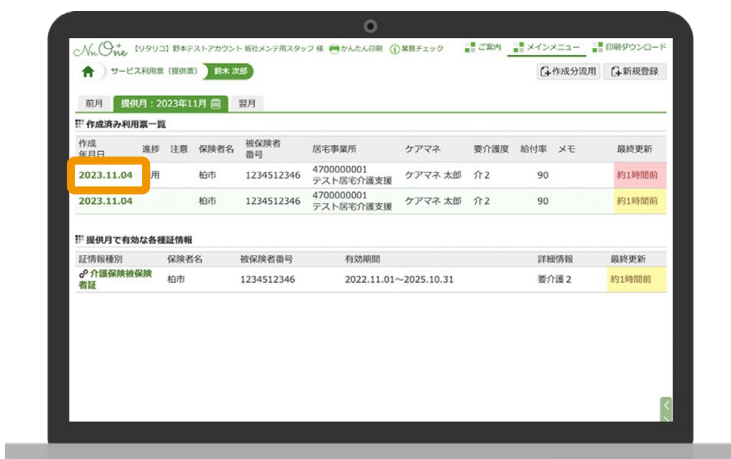 NnOne 【リタリコ】 野本テストアカウント 販社メンテ用スタッフ 様 かんたん印刷 業務チェック ご案内 メインメニュー 印刷ダウンロード
サービス利用票（提供票） 鈴木 次郎 作成分流用 新規登録
前月 提供月：2023年11月 翌月
作成済み利用票一覧
作成年月日 進捗 注意 保険者名 被保険者番号 居宅事業所 ケアマネ 要介護度 給付率 メモ 最終更新
2023.11.04 用 柏市 1234512346 4700000001 テスト居宅介護支援 ケアマネ 太郎 介２ 90 約1時間前
2023.11.04 柏市 1234512346 4700000001 テスト居宅介護支援 ケアマネ 太郎 介２ 90 約1時間前
提供月で有効な各種証情報
証情報種別 保険者名 被保険者番号 有効期間 詳細情報 最終更新
介護保険被保険者証 柏市 1234512346 2022.11.01～2025.10.31 要介護２ 約1時間前